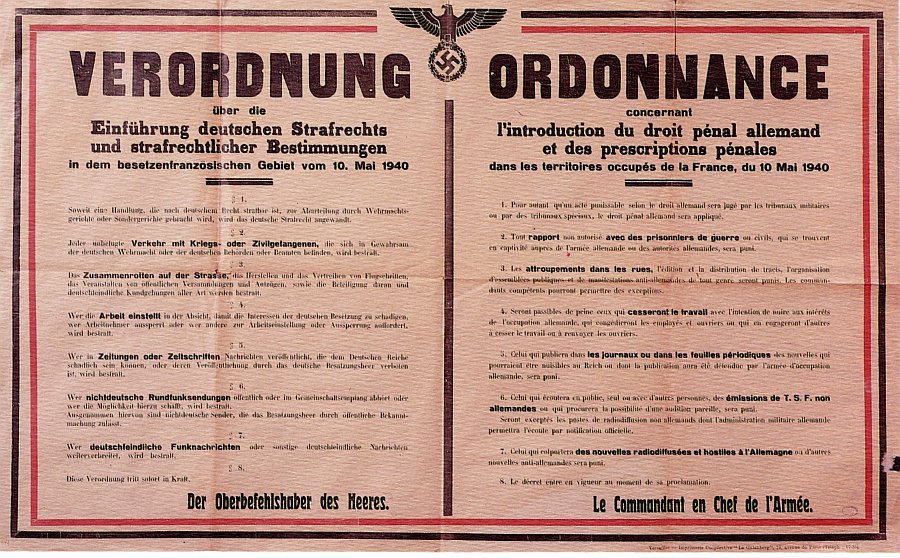 VERORDNUNG
über die
Einführung deutschen Strafrechts
und strafrechtlicher Bestimmungen
in dem besetzenfranzösischen Gebiet vom 10. Mai 1940
§ 1.
Soweit eine Handlung, die nach deutschem Recht strafbar ist, zur Aburteilung durch Wehrmachts-
gerichte oder Sondergerichte gebracht wird, wird das deutsche Strafrecht angewandt.
§ 2.
Jeder unbefugte Verkehr mit Kriegs- oder Zivilgefangenen, die sich in Gewahrsam
der deutschen Wehrmacht oder der deutschen Behörden oder Beamten befinden, wird bestraft.
§ 3.
Das Zusammenrotten auf der Strasse, das Herstellen und das Vertreiben von Flugschriften,
das Veranstalten von öffentlichen Versammlungen und Aufzügen, sowie die Beteiligung daran und
deutschfeindliche Kundgebungen aller Art werden bestraft.
§ 4.
Wer die Arbeit einstellt in der Absicht, damit die Interessen der deutschen Besetzung zu schädigen,
wer Arbeitnehmer aussperrt oder wer andere zur Arbeitseinstellung oder Aussperrung auffordert,
wird bestraft.
§ 5.
Wer in Zeitungen oder Zeitschriften Nachrichten veröffentlicht, die dem Deutschen Reiche
schädlich sein können, oder deren Veröffentlichung durch das deutsche Besatzungsheer verboten
ist, wird bestraft.
§ 6.
Wer nichtdeutsche Rundfunksendungen öffentlich oder im Gemeinschaftsempfang abhört oder
wer die Möglichkeit hierzu schafft, wird bestraft.
Ausgenommen hiervon sind nichtdeutsche Sender, die das Besatzungsheer durch öffentliche Bekannt-
machung zulässt.
§ 7.
Wer deutschfeindliche Funknachrichten oder sonstige deutschfeindliche Nachrichten
weiterverbreitet, wird bestraft.
§ 8.
Diese Verordnung tritt sofort in Kraft.
Der Oberbefehlshaber des Heeres.
ORDONNANCE
concernant
l'introduction du droit pénal allemand
et des prescriptions pénales
dans les territoires occupés de la France, du 10 Mai 1940
1. Pour autant qu'un acte punissable selon le droit allemand sera jugé par les tribunaux militaires
ou par des tribunaux spéciaux, le droit pénal allemand sera appliqué.
2. Tout rapport non autorisé avec des prisonniers de guerre ou civils, qui se trouvent
en captivité auprès de l'armée allemande ou des autorités allemandes, sera puni.
3. Les attroupements dans les rues, l'édition et la distribution de tracts, l'organisation
d'assemblées publiques et de manifestations anti-allemandes de tout genre seront punis. Les comman-
dants compétents pourront permettre des exceptions.
4. Seront passibles de peine ceux qui cesseront le travail avec l'intention de nuire aux intérêts
de l'occupation allemande, qui congédieront les employés et ouvriers ou qui en engageront d'autres
à cesser le travail ou à renvoyer les ouvriers.
5. Celui qui publiera dans les journaux ou dans les feuilles périodiques des nouvelles qui
pourraient être nuisibles au Reich ou dont la publication aura été défendue par l'armée d'occupation
allemande, sera puni.
6. Celui qui écoutera en public, seul ou avec d'autres personnes, des émissions de T. S. F. non
allemandes ou qui procurera la possibilité d'une audition pareille, sera puni.
Seront exceptés les postes de radiodiffusion non allemands dont l'administration militaire allemande
permettra l'écoute par notification officielle.
7. Celui qui colportera des nouvelles radiodiffusées et hostiles à l'Allemagne ou d'autres
nouvelles anti-allemandes sera puni.
8. Le décret entre en vigueur au moment de sa proclamation.
Le Commandant en Chef de l'Armée.
Versailles — Imprimerie Coopérative "La Gutenberg",